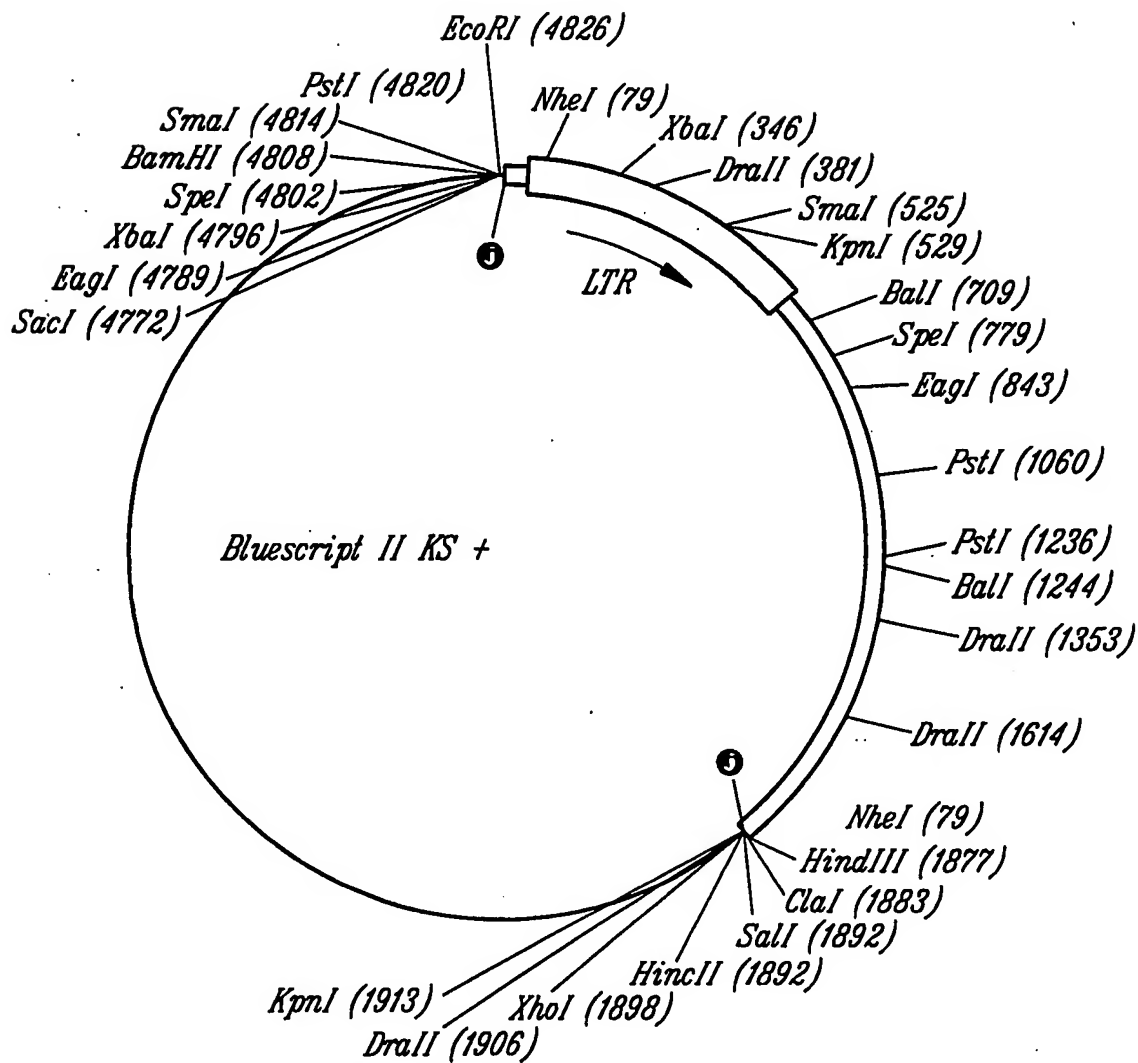 EcoRI (4826)
PstI (4820)
SmaI (4814)
BamHI (4808)
SpeI (4802)
XbaI (4796)
EagI (4789)
SacI (4772)
NheI (79)
XbaI (346)
DraII (381)
SmaI (525)
KpnI (529)
j
LTR
BalI (709)
SpeI (779)
EagI (843)
PstI (1060)
Bluescript II KS +
PstI (1236)
BalI (1244)
DraII (1353)
DraII (1614)
j
NheI (79)
HindIII (1877)
ClaI (1883)
SalI (1892)
HincII (1892)
XhoI (1898)
KpnI (1913)
DraII (1906)